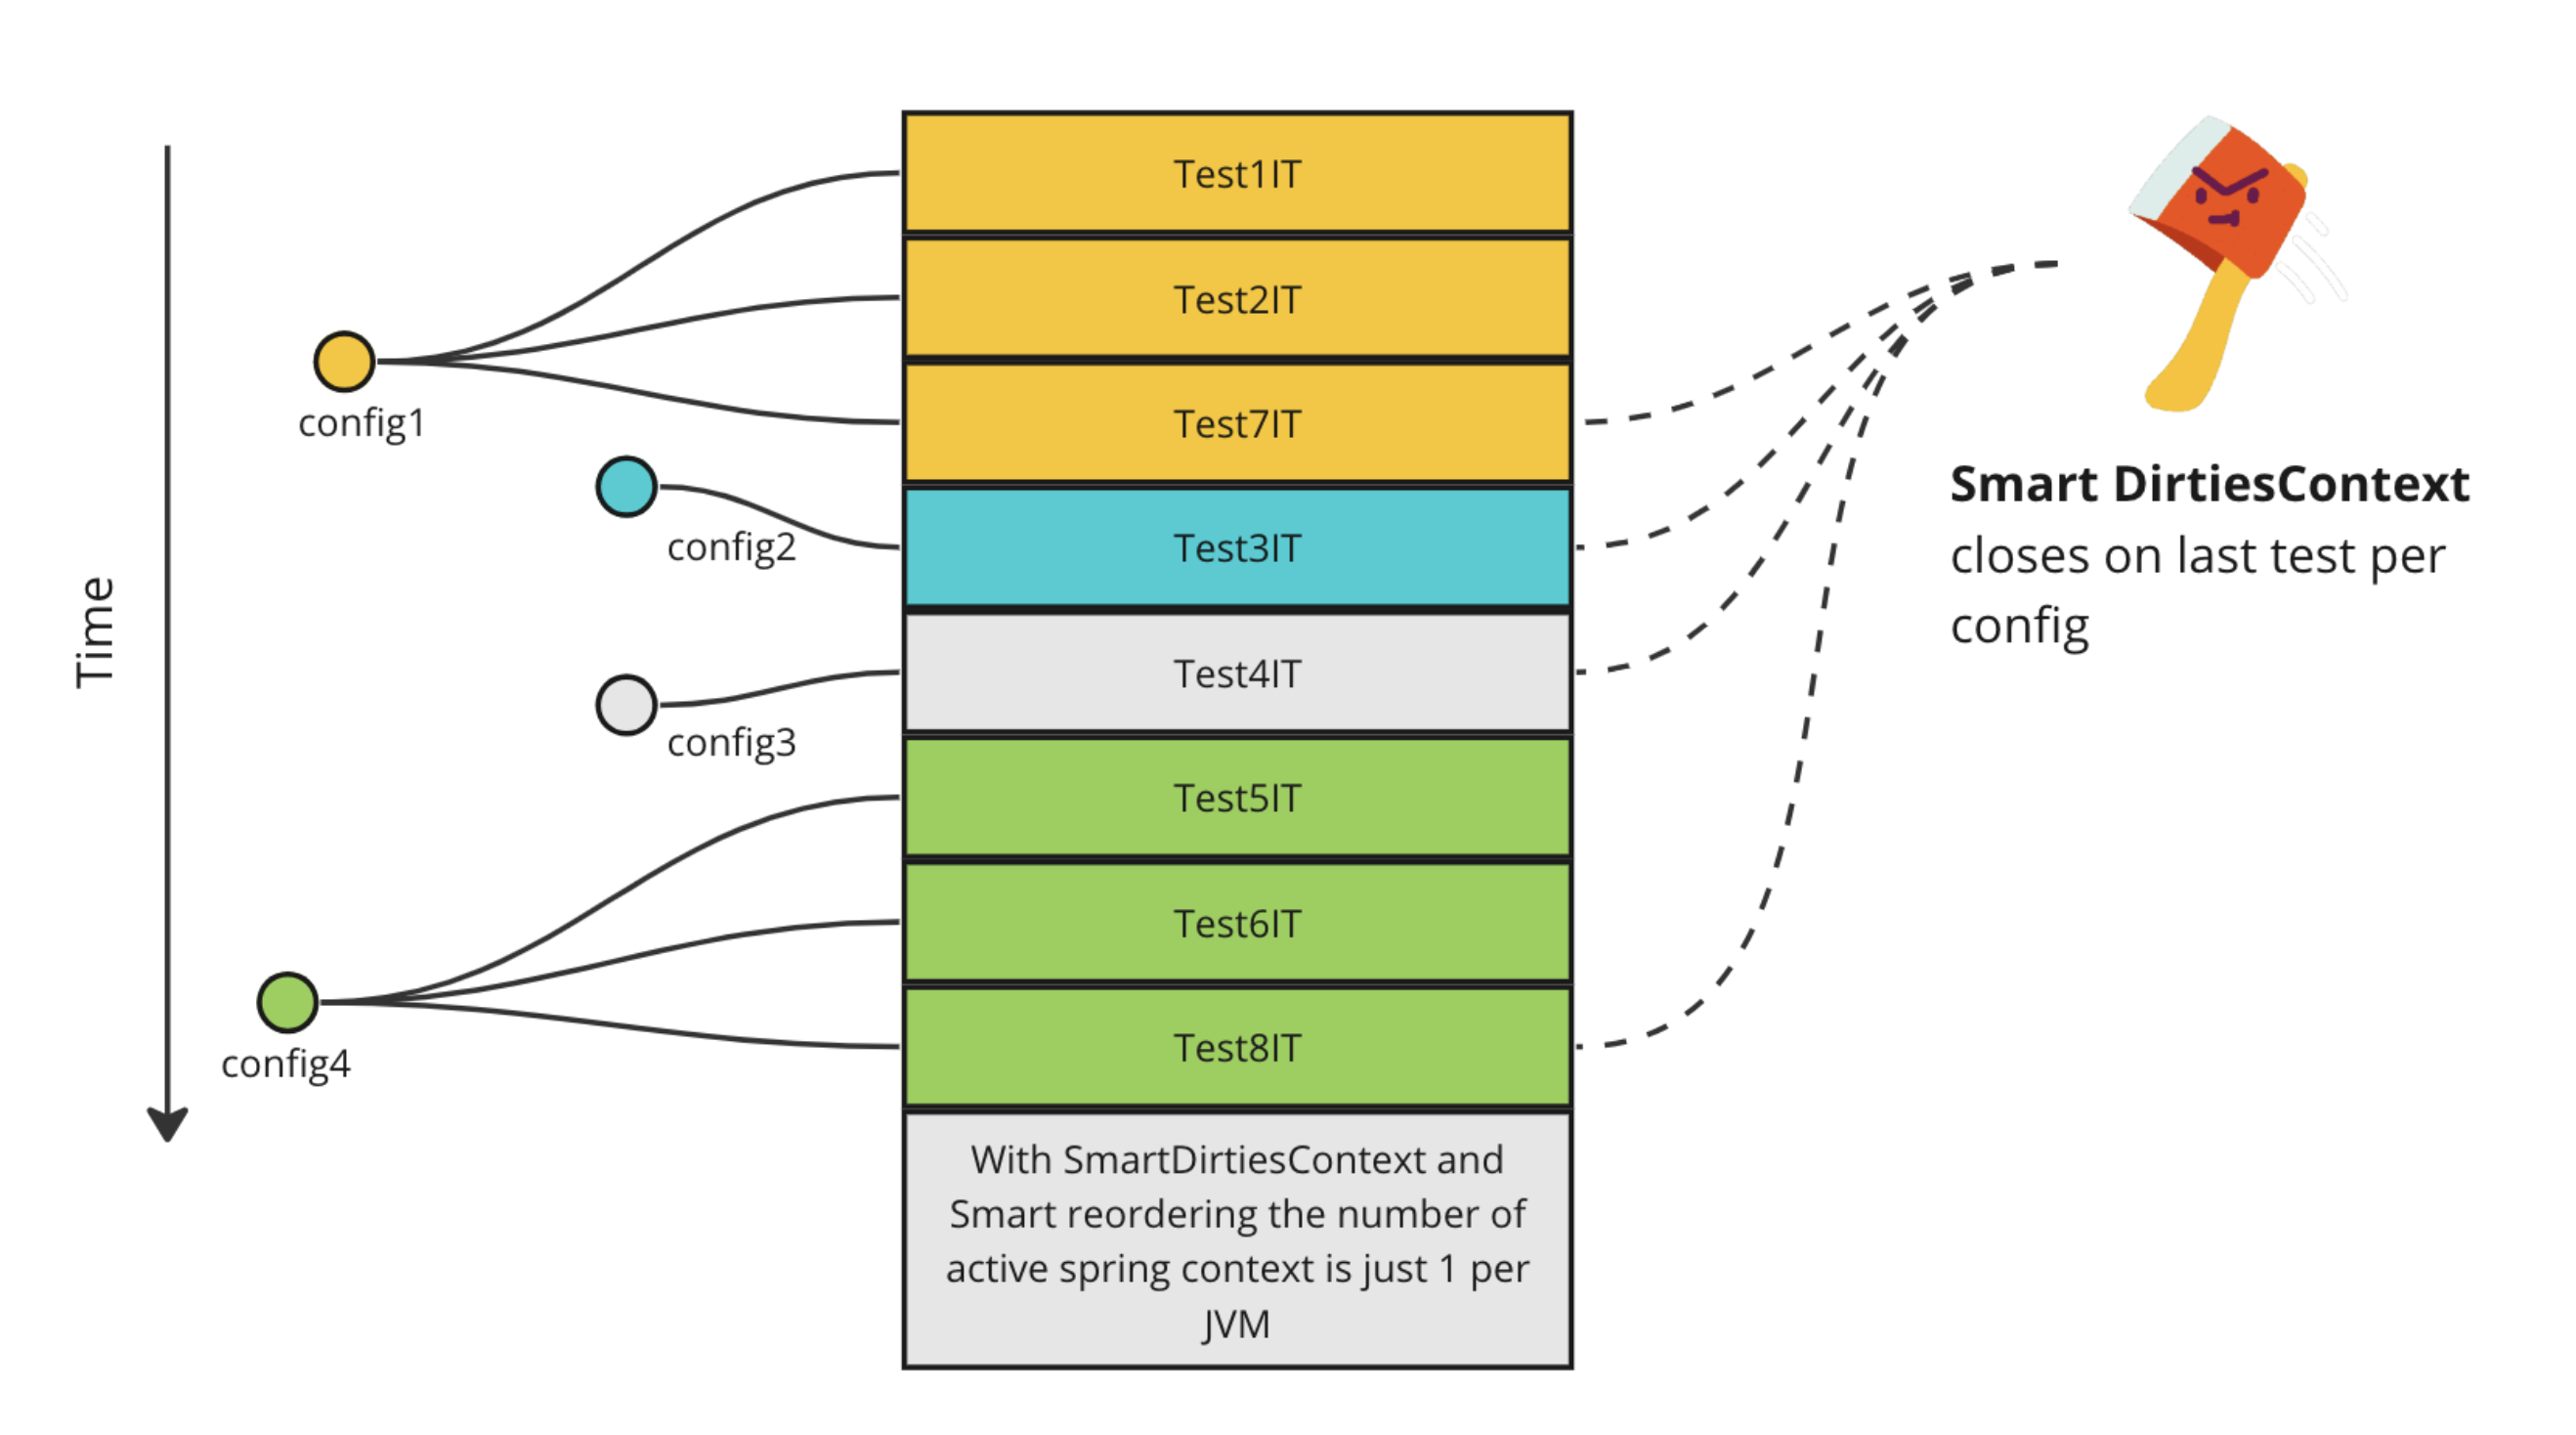 Time
config1
config2
config3
config4
Test1IT
Test2IT
Test7IT
Test3IT
Test4IT
Test5IT
Test6IT
Test8IT
With SmartDirtiesContext and
Smart reordering the number of
active spring context is just 1 per
JVM
Smart DirtiesContext
closes on last test per
config